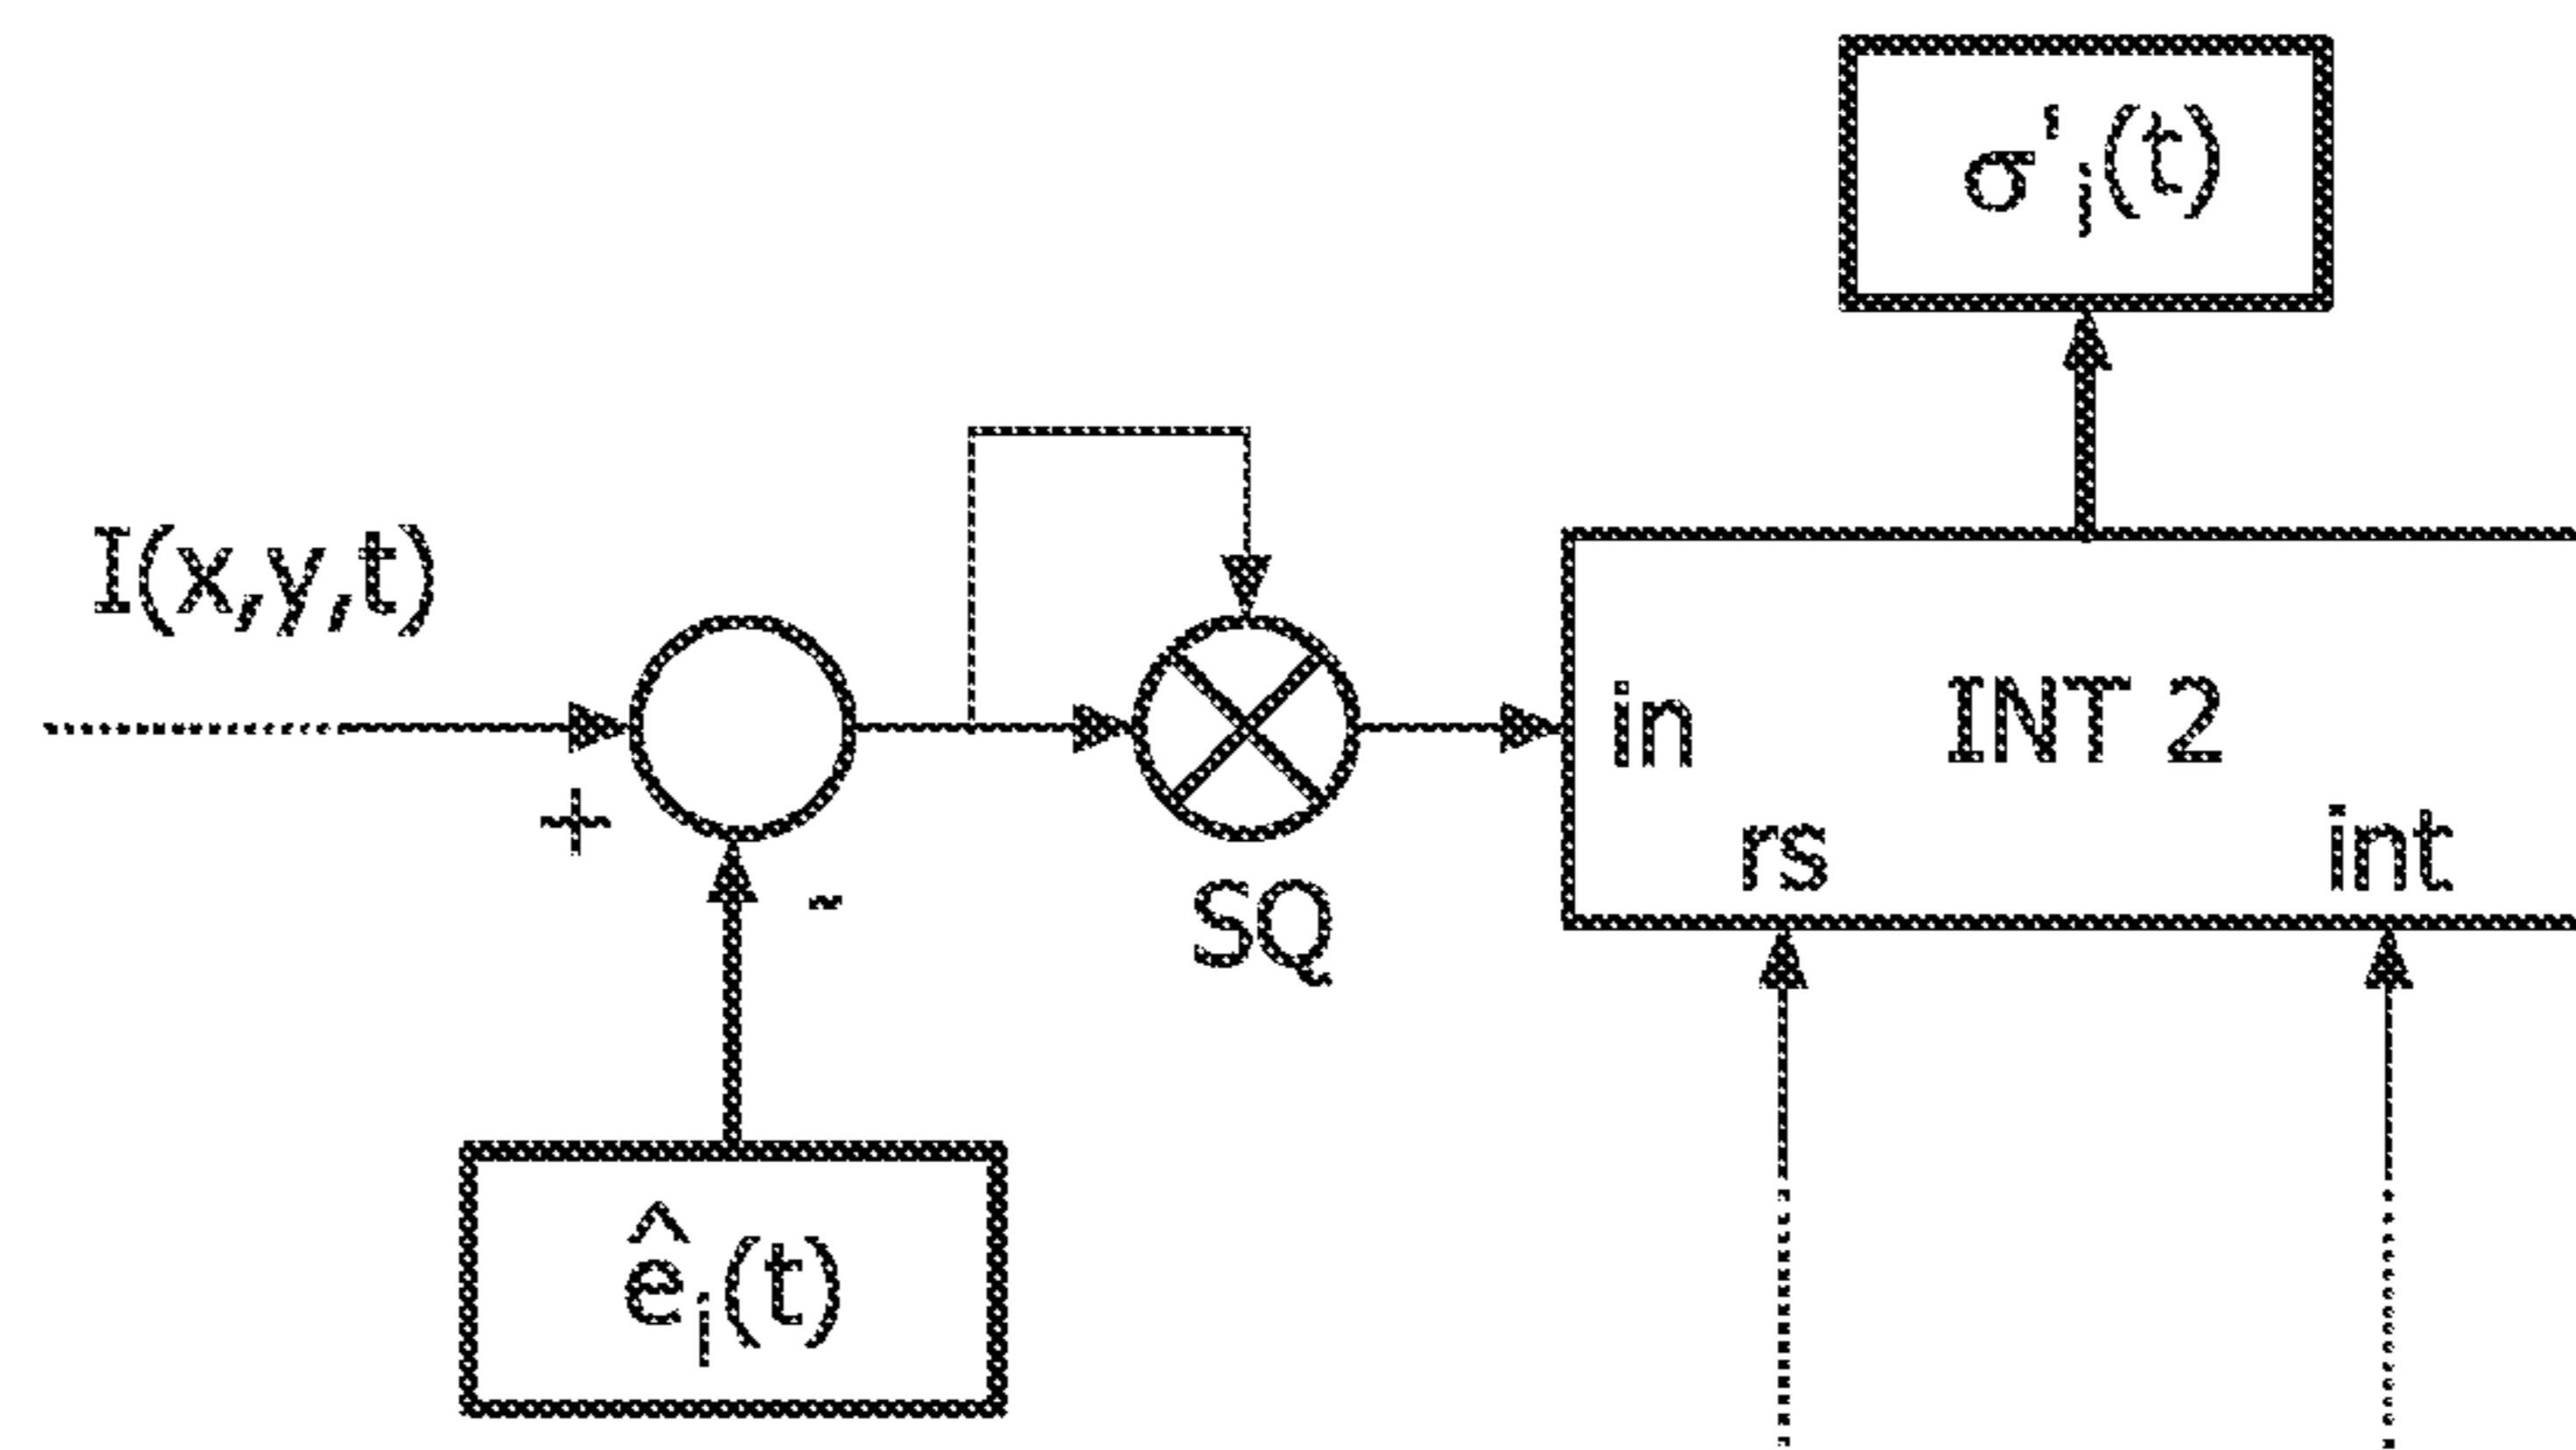 σ'i(t)
I(x,y,t)
+
-
in
INT 2
rs
int
SQ
êi(t)